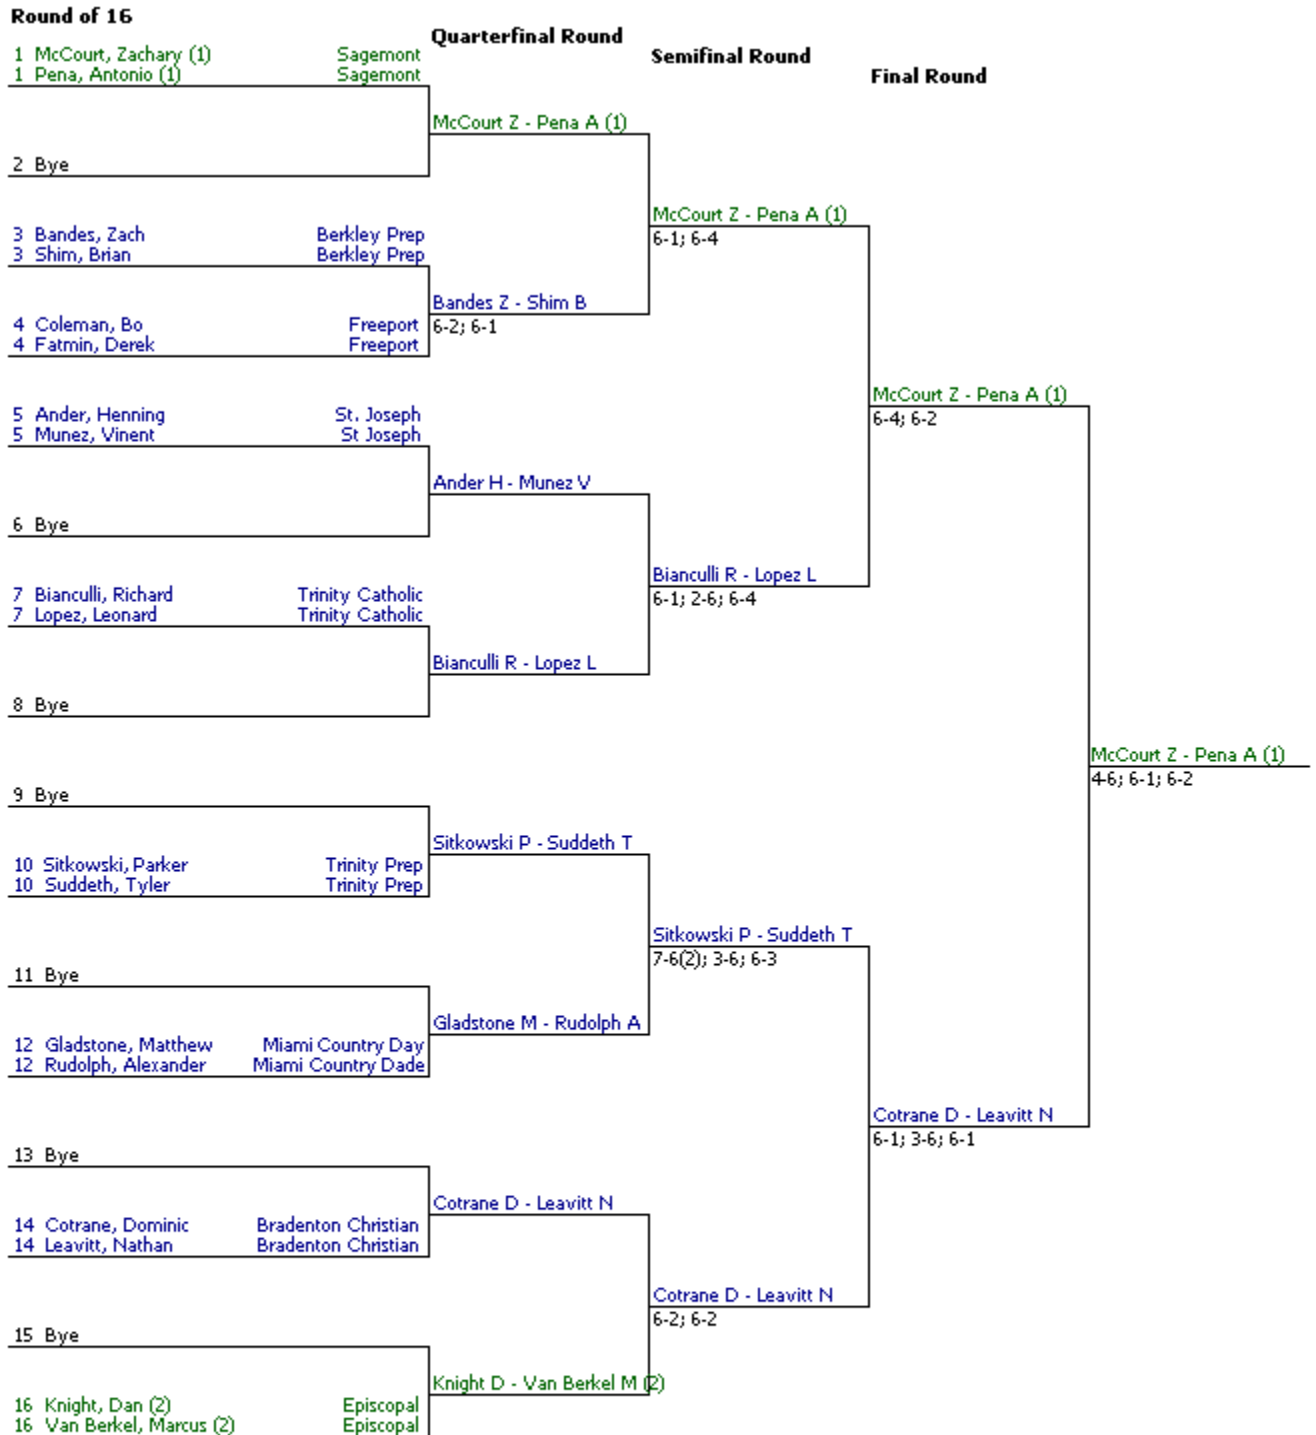 Round of 16
Quarterfinal Round
Semifinal Round
Final Round
1 McCourt, Zachary (1) Sagemont
1 Pena, Antonio (1) Sagemont
McCourt Z - Pena A (1)
2 Bye
McCourt Z - Pena A (1)
6-1; 6-4
3 Bandes, Zach Berkley Prep
3 Shim, Brian Berkley Prep
Bandes Z - Shim B
6-2; 6-1
4 Coleman, Bo Freeport
4 Fatmin, Derek Freeport
McCourt Z - Pena A (1)
6-4; 6-2
5 Ander, Henning St. Joseph
5 Munez, Vinent St Joseph
Ander H - Munez V
6 Bye
Bianculli R - Lopez L
6-1; 2-6; 6-4
7 Bianculli, Richard Trinity Catholic
7 Lopez, Leonard Trinity Catholic
Bianculli R - Lopez L
8 Bye
McCourt Z - Pena A (1)
4-6; 6-1; 6-2
9 Bye
Sitkowski P - Suddeth T
10 Sitkowski, Parker Trinity Prep
10 Suddeth, Tyler Trinity Prep
Sitkowski P - Suddeth T
7-6(2); 3-6; 6-3
11 Bye
Gladstone M - Rudolph A
12 Gladstone, Matthew Miami Country Day
12 Rudolph, Alexander Miami Country Dade
Cotrane D - Leavitt N
6-1; 3-6; 6-1
13 Bye
Cotrane D - Leavitt N
14 Cotrane, Dominic Bradenton Christian
14 Leavitt, Nathan Bradenton Christian
Cotrane D - Leavitt N
6-2; 6-2
15 Bye
Knight D - Van Berkel M (2)
16 Knight, Dan (2) Episcopal
16 Van Berkel, Marcus (2) Episcopal